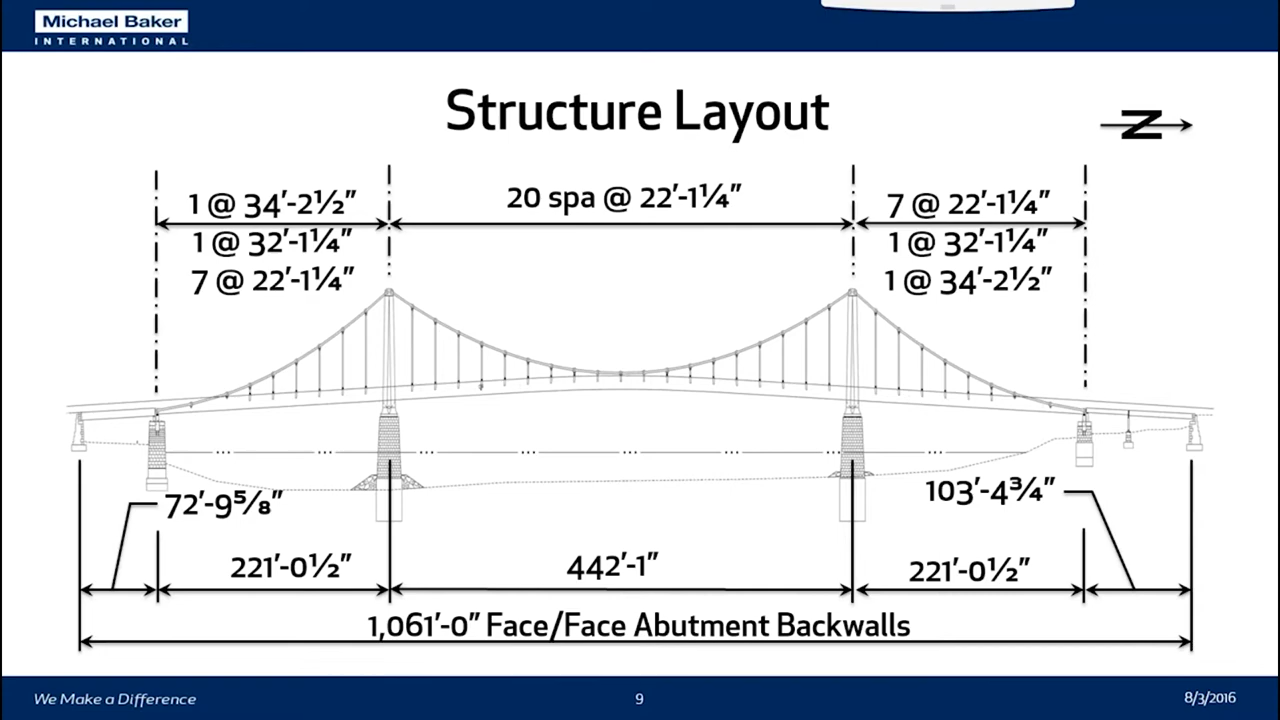 Michael Baker
INTERNATIONAL
Structure Layout
N
1 @ 34′-2½″
1 @ 32′-1¼″
7 @ 22′-1¼″
20 spa @ 22′-1¼″
7 @ 22′-1¼″
1 @ 32′-1¼″
1 @ 34′-2½″
72′-9⅝″
103′-4¾″
221′-0½″
442′-1″
221′-0½″
1,061′-0″ Face/Face Abutment Backwalls
We Make a Difference
9
8/3/2016